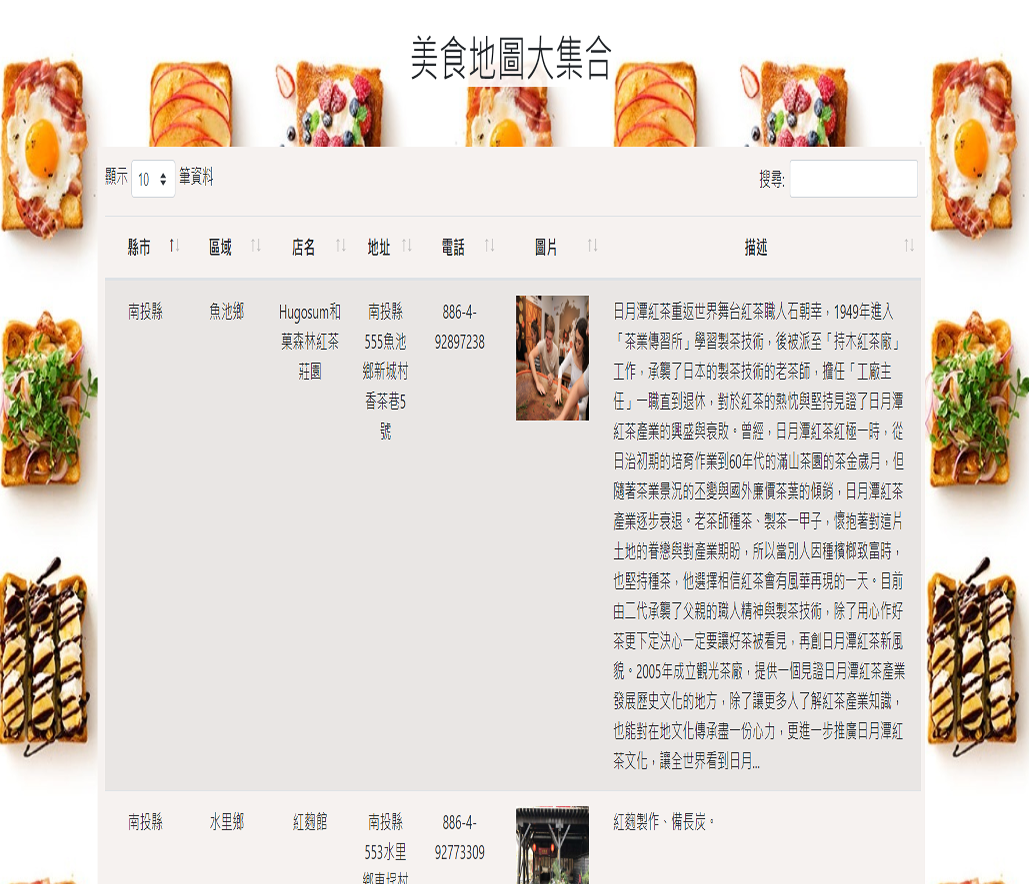 美食地圖大集合
顯示 10 筆資料
搜尋:
縣市 區域 店名 地址 電話 圖片 描述
南投縣
魚池鄉
Hugosum和
菓森林紅茶
莊園
南投縣
555魚池
鄉新城村
香茶巷5
號
886-4-
92897238
日月潭紅茶重返世界舞台紅茶職人石朝幸，1949年進入
「茶業傳習所」學習製茶技術，後被派至「持木紅茶廠」
工作，承襲了日本的製茶技術的老茶師，擔任「工廠主
任」一職直到退休，對於紅茶的熱忱與堅持見證了日月潭
紅茶產業的興盛與衰敗。曾經，日月潭紅茶紅極一時，從
日治初期的培育作業到60年代的滿山茶園的茶金歲月，但
隨著茶業景況的丕變與國外廉價茶葉的傾銷，日月潭紅茶
產業逐步衰退。老茶師種茶、製茶一甲子，懷抱著對這片
土地的眷戀與對產業期盼，所以當別人因種檳榔致富時，
也堅持種茶，他選擇相信紅茶會有風華再現的一天。目前
由二代承襲了父親的職人精神與製茶技術，除了用心作好
茶更下定決心一定要讓好茶被看見，再創日月潭紅茶新風
貌。2005年成立觀光茶廠，提供一個見證日月潭紅茶產業
發展歷史文化的地方，除了讓更多人了解紅茶產業知識，
也能對在地文化傳承盡一份心力，更進一步推廣日月潭紅
茶文化，讓全世界看到日月...
南投縣
水里鄉
紅麴館
南投縣
553水里
鄉車埕村
886-4-
92773309
紅麴製作、備長炭。